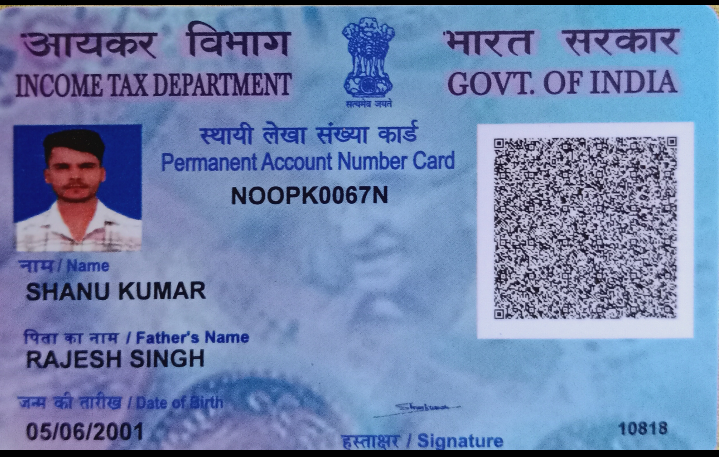 आयकर विभाग
INCOME TAX DEPARTMENT
सत्यमेव जयते
भारत सरकार
GOVT. OF INDIA
स्थायी लेखा संख्या कार्ड
Permanent Account Number Card
NOOPK0067N
नाम / Name
SHANU KUMAR
पिता का नाम / Father's Name
RAJESH SINGH
जन्म की तारीख / Date of Birth
05/06/2001
हस्ताक्षर / Signature
10818